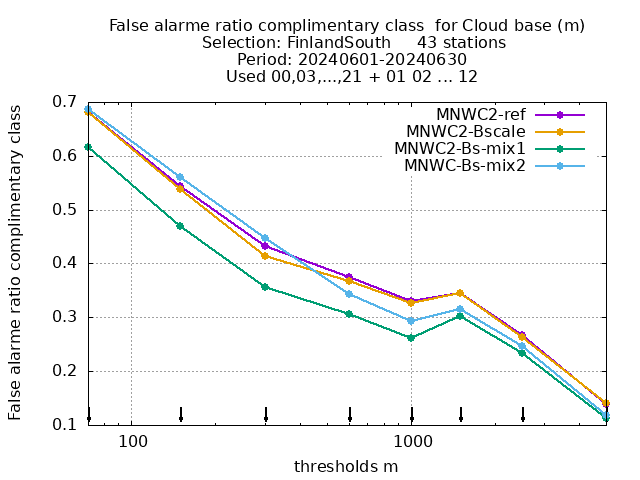 False alarme ratio complimentary class  for Cloud base (m)
Selection: FinlandSouth     43 stations
Period: 20240601-20240630
Used 00,03,...,21 + 01 02 ... 12
False alarme ratio complimentary class
0.7
0.6
0.5
0.4
0.3
0.2
0.1
MNWC2-ref
MNWC2-Bscale
MNWC2-Bs-mix1
MNWC-Bs-mix2
100
1000
thresholds m